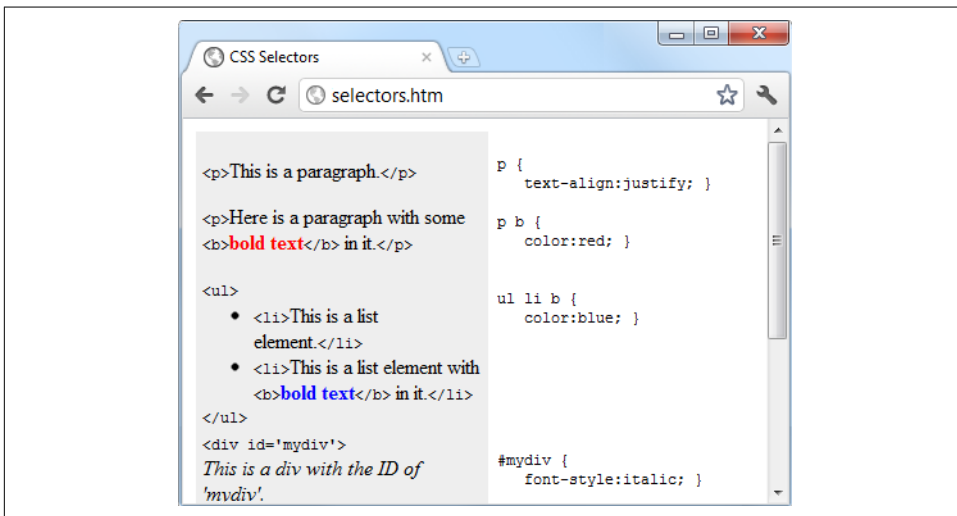 CSS Selectors
selectors.htm
<p>This is a paragraph.</p>
<p>Here is a paragraph with some
<b>bold text</b> in it.</p>
<ul>
• <li>This is a list
element.</li>
• <li>This is a list element with
<b>bold text</b> in it.</li>
</ul>
<div id='mydiv'>
This is a div with the ID of
'mydiv'.
p {
text-align:justify; }
p b {
color:red; }
ul li b {
color:blue; }
#mydiv {
font-style:italic; }